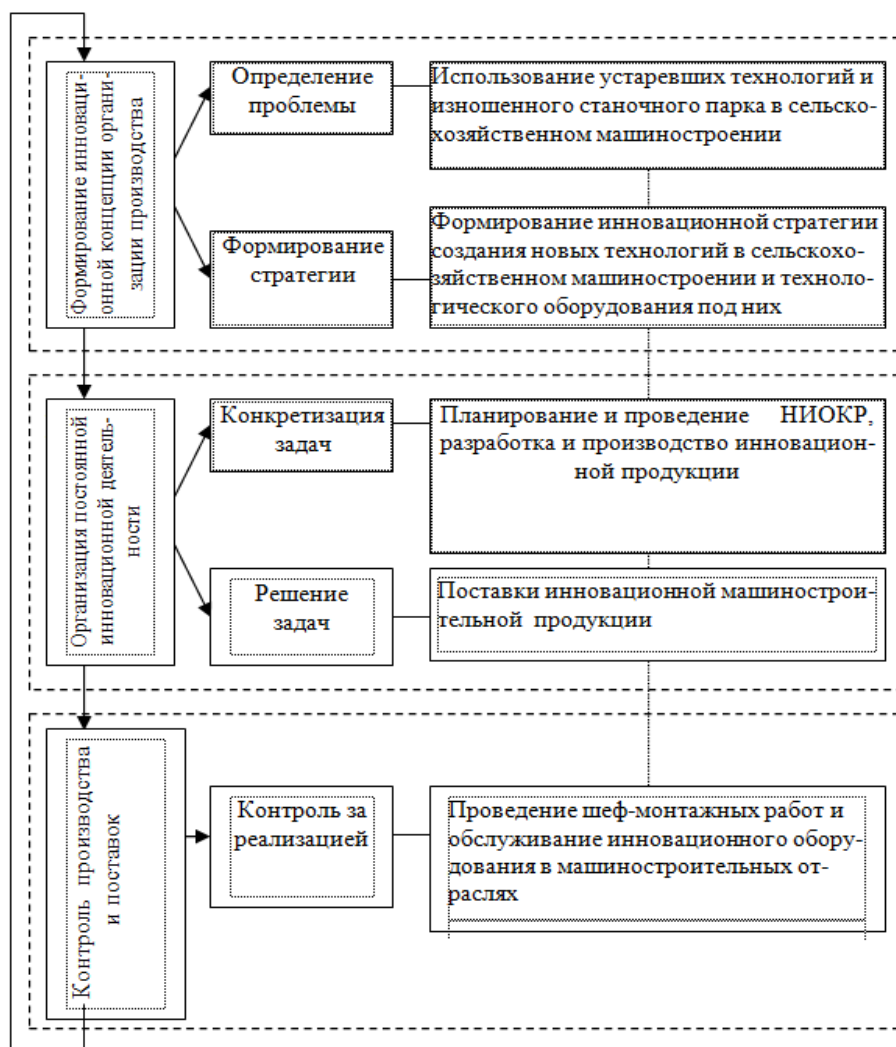 Формирование инноваци-
онной концепции органи-
зации производства
Определение
проблемы
Использование устаревших технологий и
изношенного станочного парка в сельско-
хозяйственном машиностроении
Формирование
стратегии
Формирование инновационной стратегии
создания новых технологий в сельскохо-
зяйственном машиностроении и техноло-
гического оборудования под них
Организация постоянной
инновационной деятель-
ности
Конкретизация
задач
Планирование и проведение НИОКР,
разработка и производство инновацион-
ной продукции
Решение
задач
Поставки инновационной машинострои-
тельной продукции
Контроль производства
и поставок
Контроль за
реализацией
Проведение шеф-монтажных работ и
обслуживание инновационного обору-
дования в машиностроительных от-
раслях